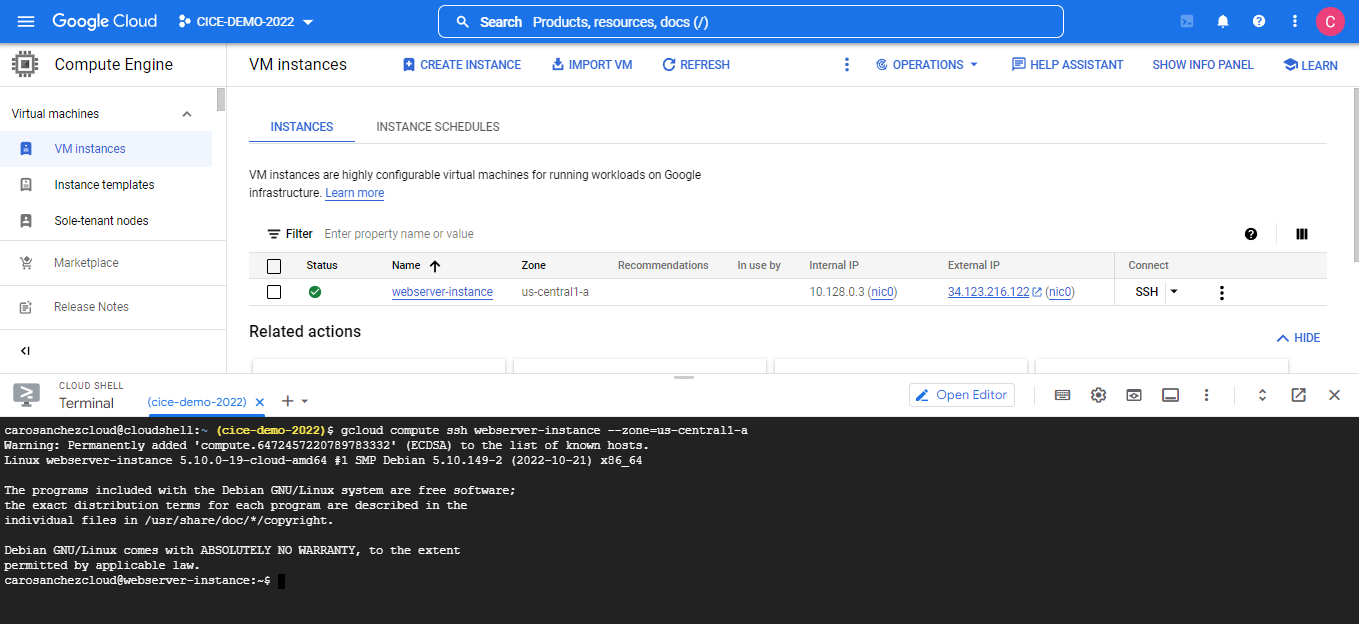 Google Cloud CICE-DEMO-2022 Search Products, resources, docs (/) C
Compute Engine
Virtual machines
VM instances
Instance templates
Sole-tenant nodes
Marketplace
Release Notes
VM instances CREATE INSTANCE IMPORT VM REFRESH OPERATIONS HELP ASSISTANT SHOW INFO PANEL LEARN
INSTANCES INSTANCE SCHEDULES
VM instances are highly configurable virtual machines for running workloads on Google
infrastructure. Learn more
Filter Enter property name or value
Status Name Zone Recommendations In use by Internal IP External IP Connect
webserver-instance us-central1-a 10.128.0.3 (nic0) 34.123.216.122 (nic0) SSH
Related actions
HIDE
CLOUD SHELL
Terminal (cice-demo-2022) Open Editor
carosanchezcloud@cloudshell:~ (cice-demo-2022)$ gcloud compute ssh webserver-instance --zone=us-central1-a
Warning: Permanently added 'compute.6472457220789783332' (ECDSA) to the list of known hosts.
Linux webserver-instance 5.10.0-19-cloud-amd64 #1 SMP Debian 5.10.149-2 (2022-10-21) x86_64
The programs included with the Debian GNU/Linux system are free software;
the exact distribution terms for each program are described in the
individual files in /usr/share/doc/*/copyright.
Debian GNU/Linux comes with ABSOLUTELY NO WARRANTY, to the extent
permitted by applicable law.
carosanchezcloud@webserver-instance:~$